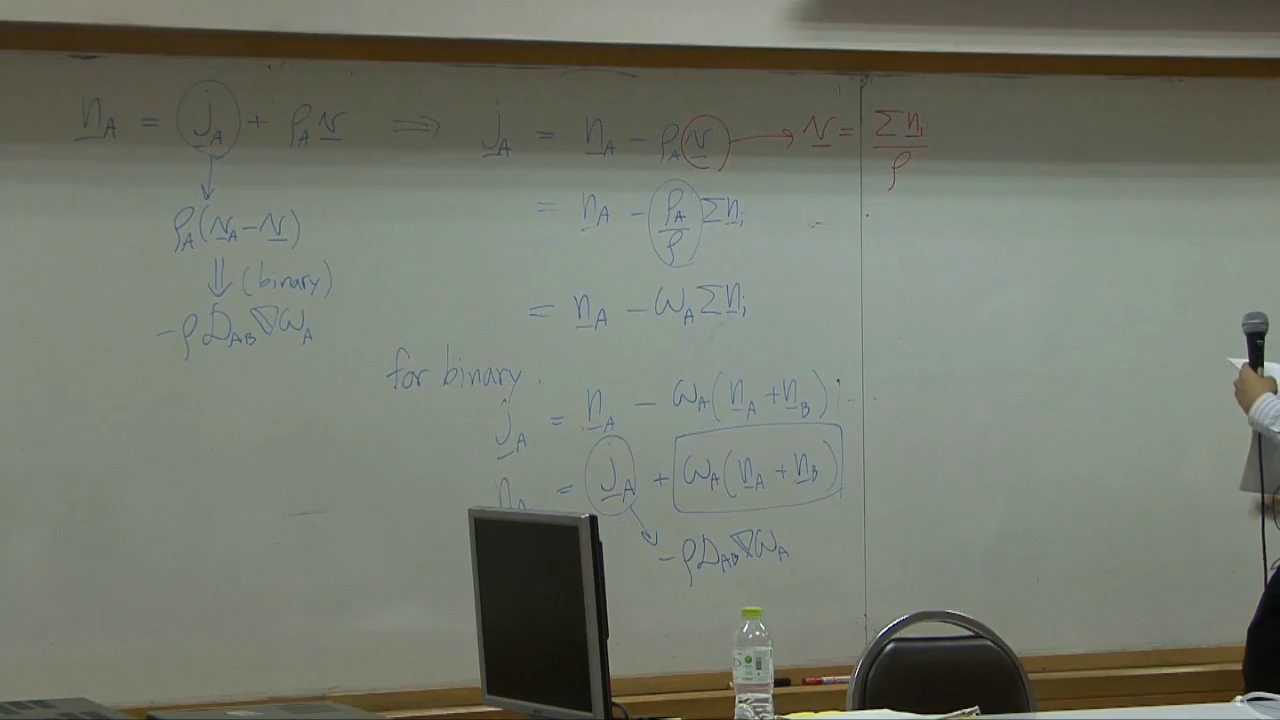 n_A = j_A + ρ_A v ⇒ j_A = n_A − ρ_A v → v = Σn_i / ρ
ρ_A(v_A − v)
= n_A − (ρ_A / ρ) Σn_i
⇓ (binary)
−ρD_AB∇ω_A
= n_A − ω_A Σn_i
for binary.
j_A = n_A − ω_A(n_A + n_B)
n_A = j_A + ω_A(n_A + n_B)
−ρD_AB∇ω_A